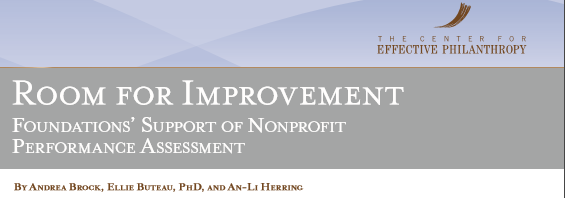 THE CENTER FOR
EFFECTIVE PHILANTHROPY
ROOM FOR IMPROVEMENT
FOUNDATIONS' SUPPORT OF NONPROFIT
PERFORMANCE ASSESSMENT
BY ANDREA BROCK, ELLIE BUTEAU, PHD, AND AN-LI HERRING